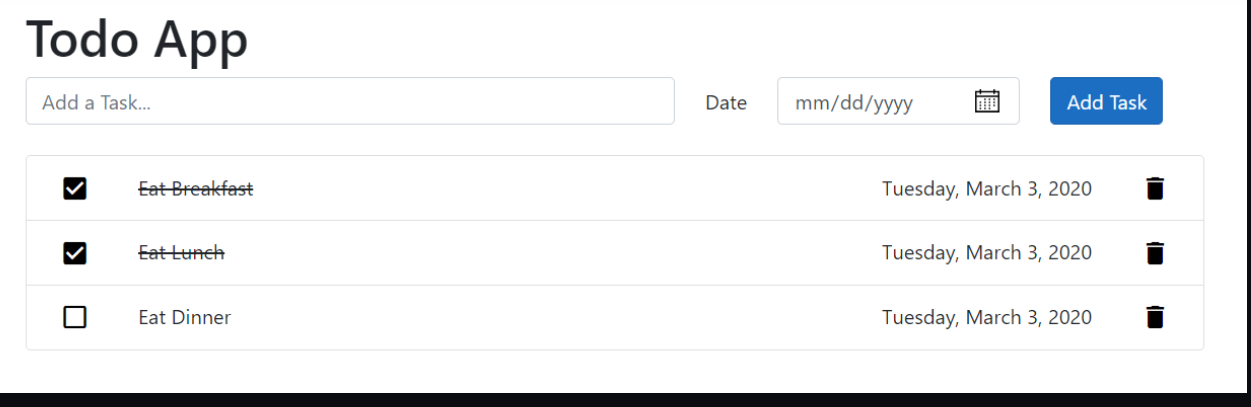 Todo App
Add a Task... Date mm/dd/yyyy Add Task
Eat Breakfast Tuesday, March 3, 2020
Eat Lunch Tuesday, March 3, 2020
Eat Dinner Tuesday, March 3, 2020